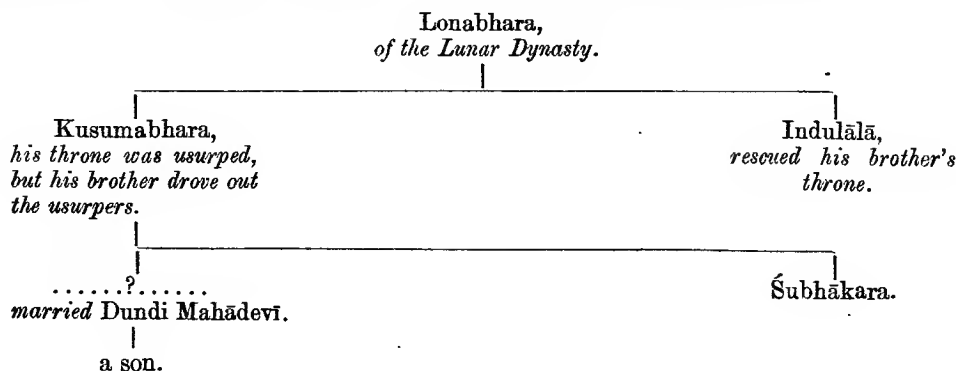 Lonabhara,
of the Lunar Dynasty.
Kusumabhara,
his throne was usurped,
but his brother drove out
the usurpers.
Indulālā,
rescued his brother's
throne.
......?......
married Dundi Mahādevī.
Śubhākara.
a son.